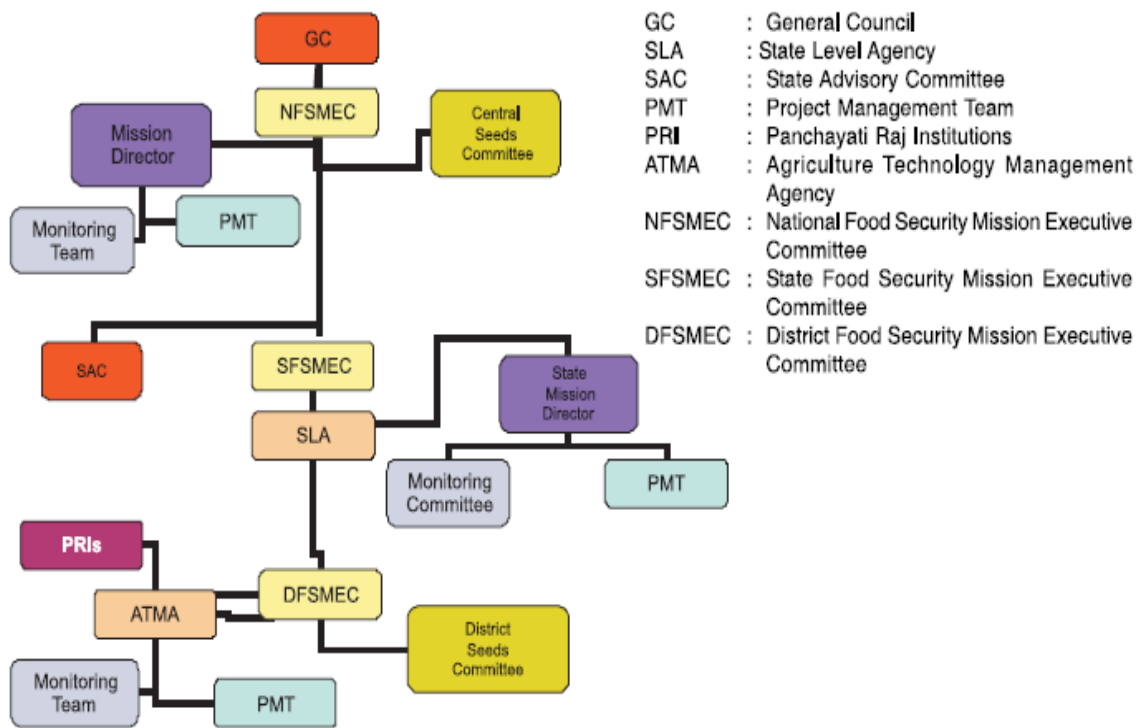 GC
NFSMEC
Mission
Director
Central
Seeds
Committee
Monitoring
Team
PMT
SAC
SFSMEC
SLA
State
Mission
Director
Monitoring
Committee
PMT
PRIs
ATMA
DFSMEC
District
Seeds
Committee
Monitoring
Team
PMT
GC : General Council
SLA : State Level Agency
SAC : State Advisory Committee
PMT : Project Management Team
PRI : Panchayati Raj Institutions
ATMA : Agriculture Technology Management
Agency
NFSMEC : National Food Security Mission Executive
Committee
SFSMEC : State Food Security Mission Executive
Committee
DFSMEC : District Food Security Mission Executive
Committee